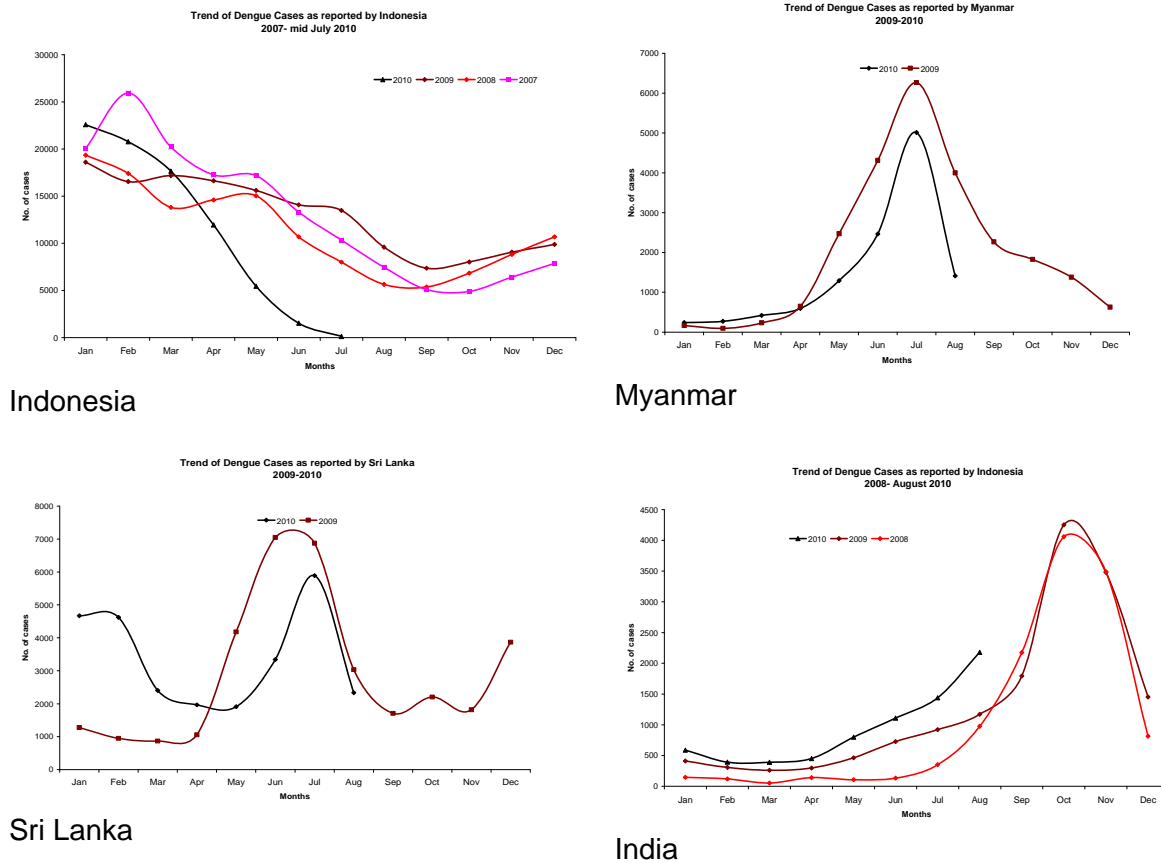 Trend of Dengue Cases as reported by Indonesia
2007- mid July 2010
30000
25000
20000
15000
10000
5000
0
No. of cases
2010 2009 2008 2007
Jan Feb Mar Apr May Jun Jul Aug Sep Oct Nov Dec
Months
Indonesia
Trend of Dengue Cases as reported by Myanmar
2009-2010
7000
6000
5000
4000
3000
2000
1000
0
No. of cases
2010 2009
Jan Feb Mar Apr May Jun Jul Aug Sep Oct Nov Dec
Months
Myanmar
Trend of Dengue Cases as reported by Sri Lanka
2009-2010
8000
7000
6000
5000
4000
3000
2000
1000
0
No. of cases
2010 2009
Jan Feb Mar Apr May Jun Jul Aug Sep Oct Nov Dec
Months
Sri Lanka
Trend of Dengue Cases as reported by Indonesia
2008- August 2010
4500
4000
3500
3000
2500
2000
1500
1000
500
0
No. of cases
2010 2009 2008
Jan Feb Mar Apr May Jun Jul Aug Sep Oct Nov Dec
Months
India